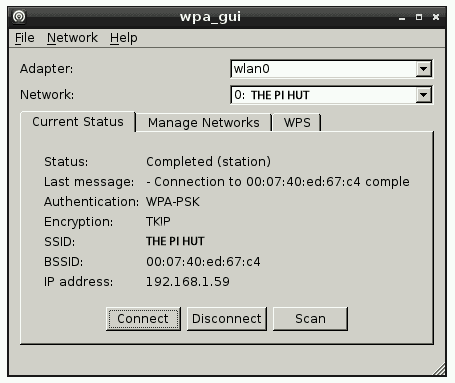 wpa_gui
File Network Help
Adapter: wlan0
Network: 0: THE PI HUT
Current Status Manage Networks WPS
Status: Completed (station)
Last message: - Connection to 00:07:40:ed:67:c4 comple
Authentication: WPA-PSK
Encryption: TKIP
SSID: THE PI HUT
BSSID: 00:07:40:ed:67:c4
IP address: 192.168.1.59
Connect Disconnect Scan